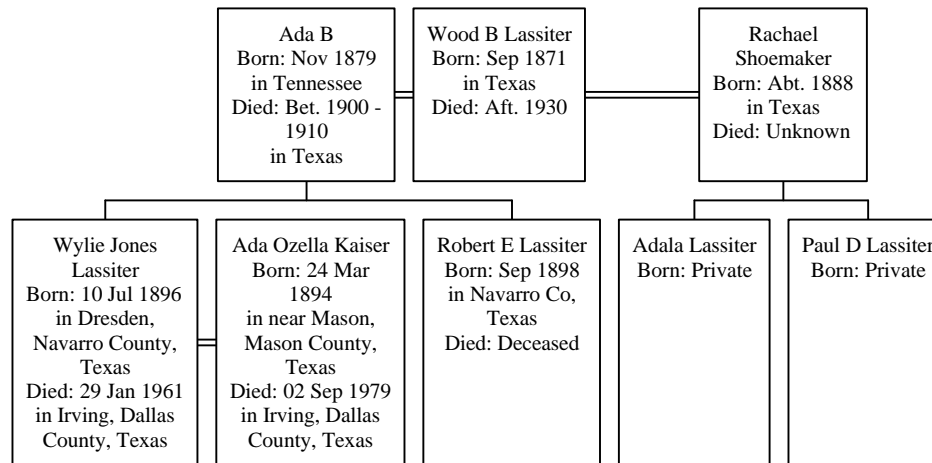 Ada B
Born: Nov 1879
in Tennessee
Died: Bet. 1900 -
1910
in Texas
Wood B Lassiter
Born: Sep 1871
in Texas
Died: Aft. 1930
Rachael
Shoemaker
Born: Abt. 1888
in Texas
Died: Unknown
Wylie Jones
Lassiter
Born: 10 Jul 1896
in Dresden,
Navarro County,
Texas
Died: 29 Jan 1961
in Irving, Dallas
County, Texas
Ada Ozella Kaiser
Born: 24 Mar
1894
in near Mason,
Mason County,
Texas
Died: 02 Sep 1979
in Irving, Dallas
County, Texas
Robert E Lassiter
Born: Sep 1898
in Navarro Co,
Texas
Died: Deceased
Adala Lassiter
Born: Private
Paul D Lassiter
Born: Private